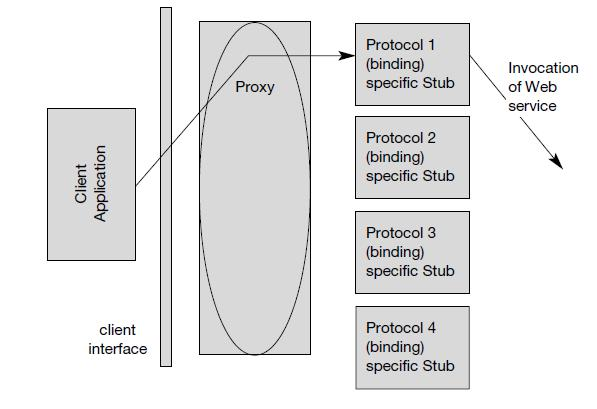 Client
Application
client
interface
Proxy
Protocol 1
(binding)
specific Stub
Protocol 2
(binding)
specific Stub
Protocol 3
(binding)
specific Stub
Protocol 4
(binding)
specific Stub
Invocation
of Web
service